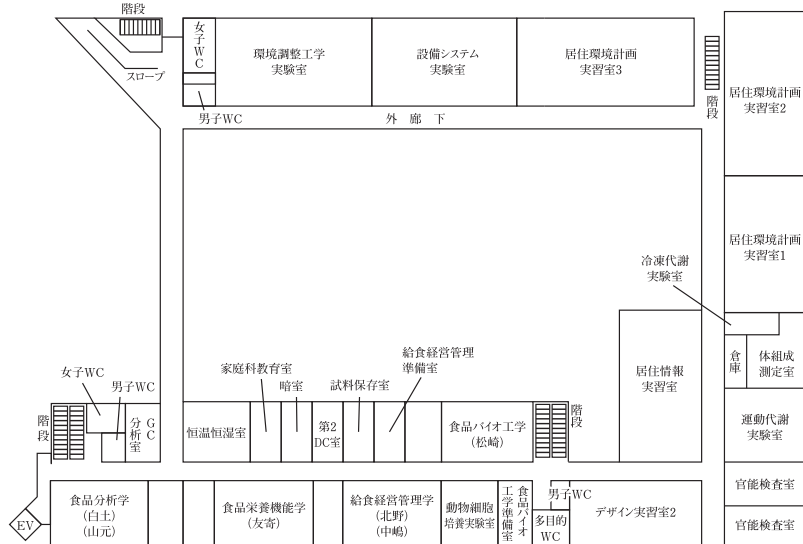 階段
スロープ
女子WC
男子WC
環境調整工学
実験室
設備システム
実験室
居住環境計画
実習室3
階段
居住環境計画
実習室2
外廊下
居住環境計画
実習室1
冷凍代謝
実験室
倉庫
体組成
測定室
居住情報
実習室
運動代謝
実験室
官能検査室
官能検査室
女子WC
男子WC
階段
GC
分析室
恒温恒湿室
家庭科教育室
暗室
第2
DC室
試料保存室
給食経営管理
準備室
食品バイオ工学
(松崎)
階段
EV
食品分析学
(白土)
(山元)
食品栄養機能学
(友寄)
給食経営管理学
(北野)
(中嶋)
動物細胞
培養実験室
食品バイオ
工学準備室
男子WC
多目的
WC
デザイン実習室2